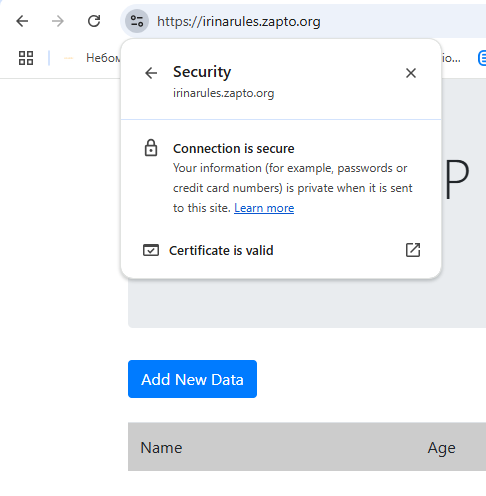 https://irinarules.zapto.org
Небом
io...
Security
irinarules.zapto.org
Connection is secure
Your information (for example, passwords or
credit card numbers) is private when it is sent
to this site. Learn more
Certificate is valid
P
Add New Data
Name Age